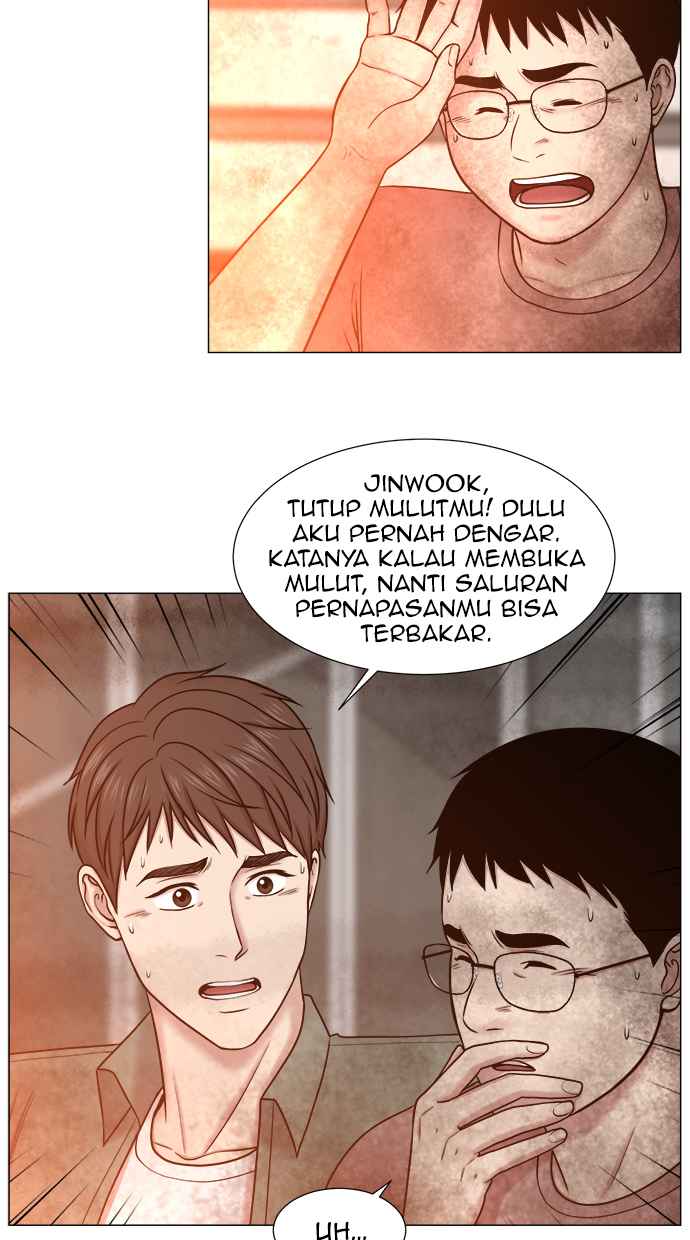 JINWOOK,
TUTUP MULUTMU! DULU
AKU PERNAH DENGAR.
KATANYA KALAU MEMBUKA
MULUT, NANTI SALURAN
PERNAPASANMU BISA
TERBAKAR.
UH...